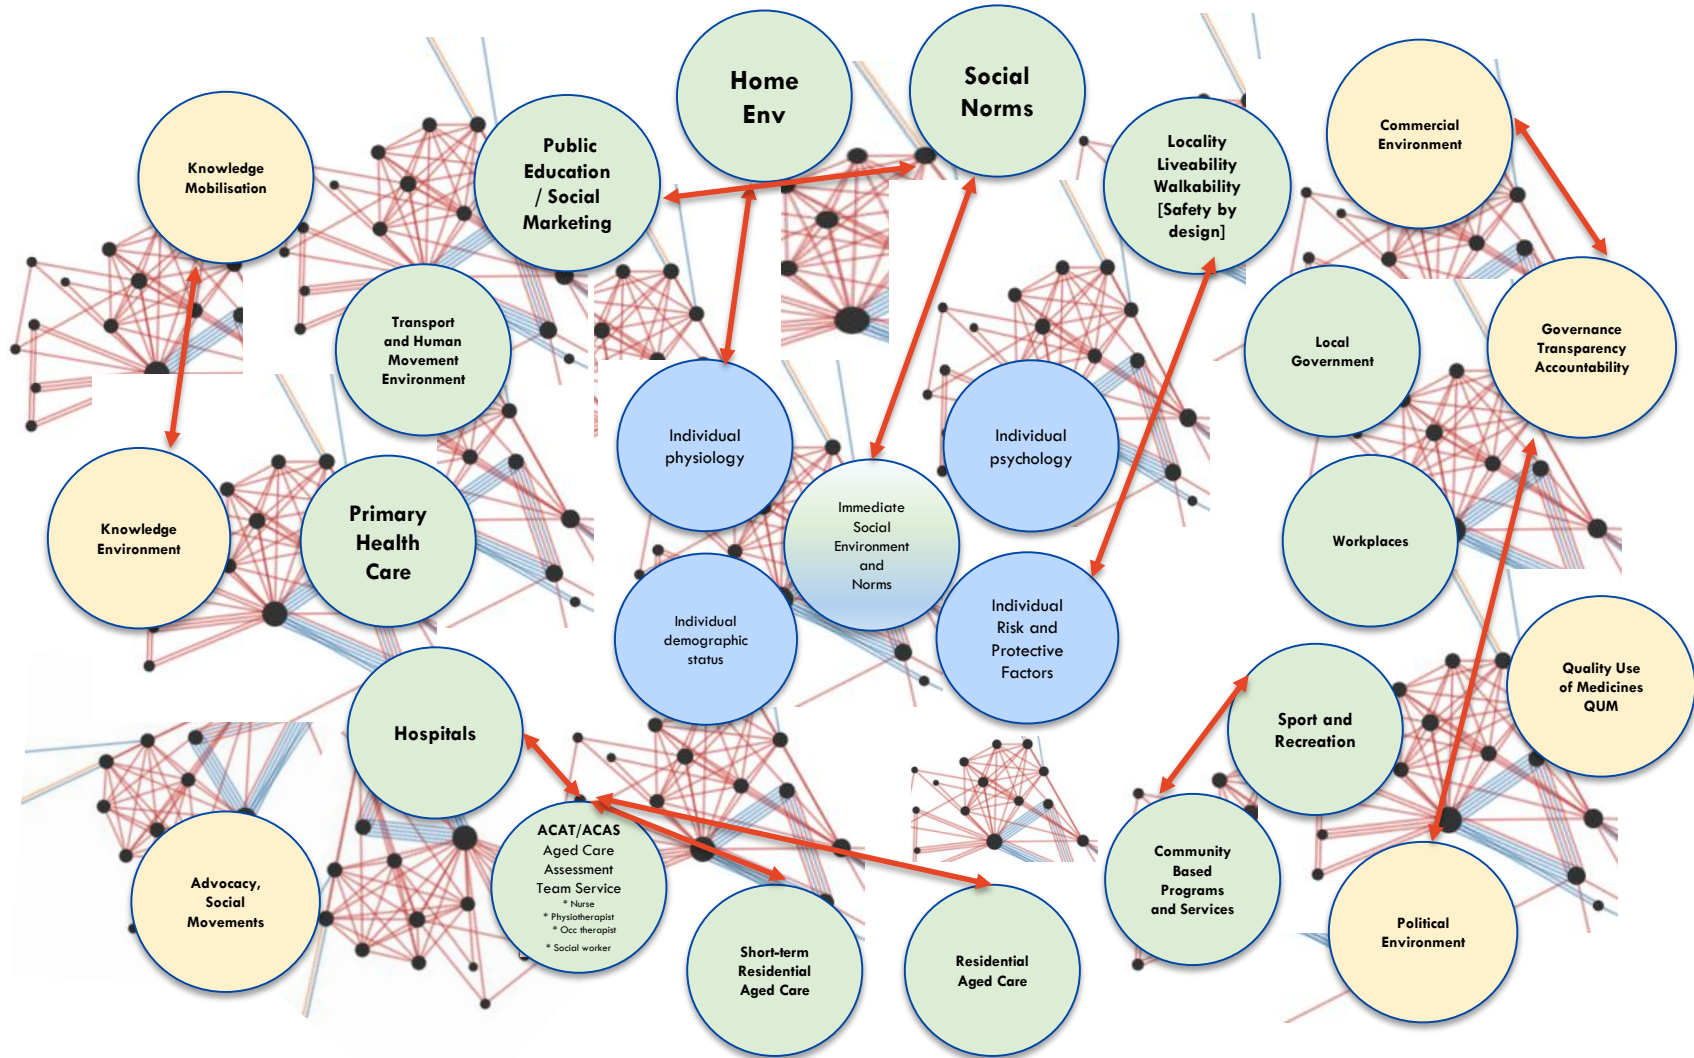 Home
Env
Social
Norms
Knowledge
Mobilisation
Public
Education
/ Social
Marketing
Locality
Liveability
Walkability
[Safety by
design]
Commercial
Environment
Transport
and Human
Movement
Environment
Local
Government
Governance
Transparency
Accountability
Individual
physiology
Individual
psychology
Knowledge
Environment
Primary
Health
Care
Immediate
Social
Environment
and
Norms
Workplaces
Individual
demographic
status
Individual
Risk and
Protective
Factors
Quality Use
of Medicines
QUM
Hospitals
Sport and
Recreation
Advocacy,
Social
Movements
ACAT/ACAS
Aged Care
Assessment
Team Service
* Nurse
* Physiotherapist
* Occ therapist
* Social worker
Community
Based
Programs
and Services
Political
Environment
Short-term
Residential
Aged Care
Residential
Aged Care